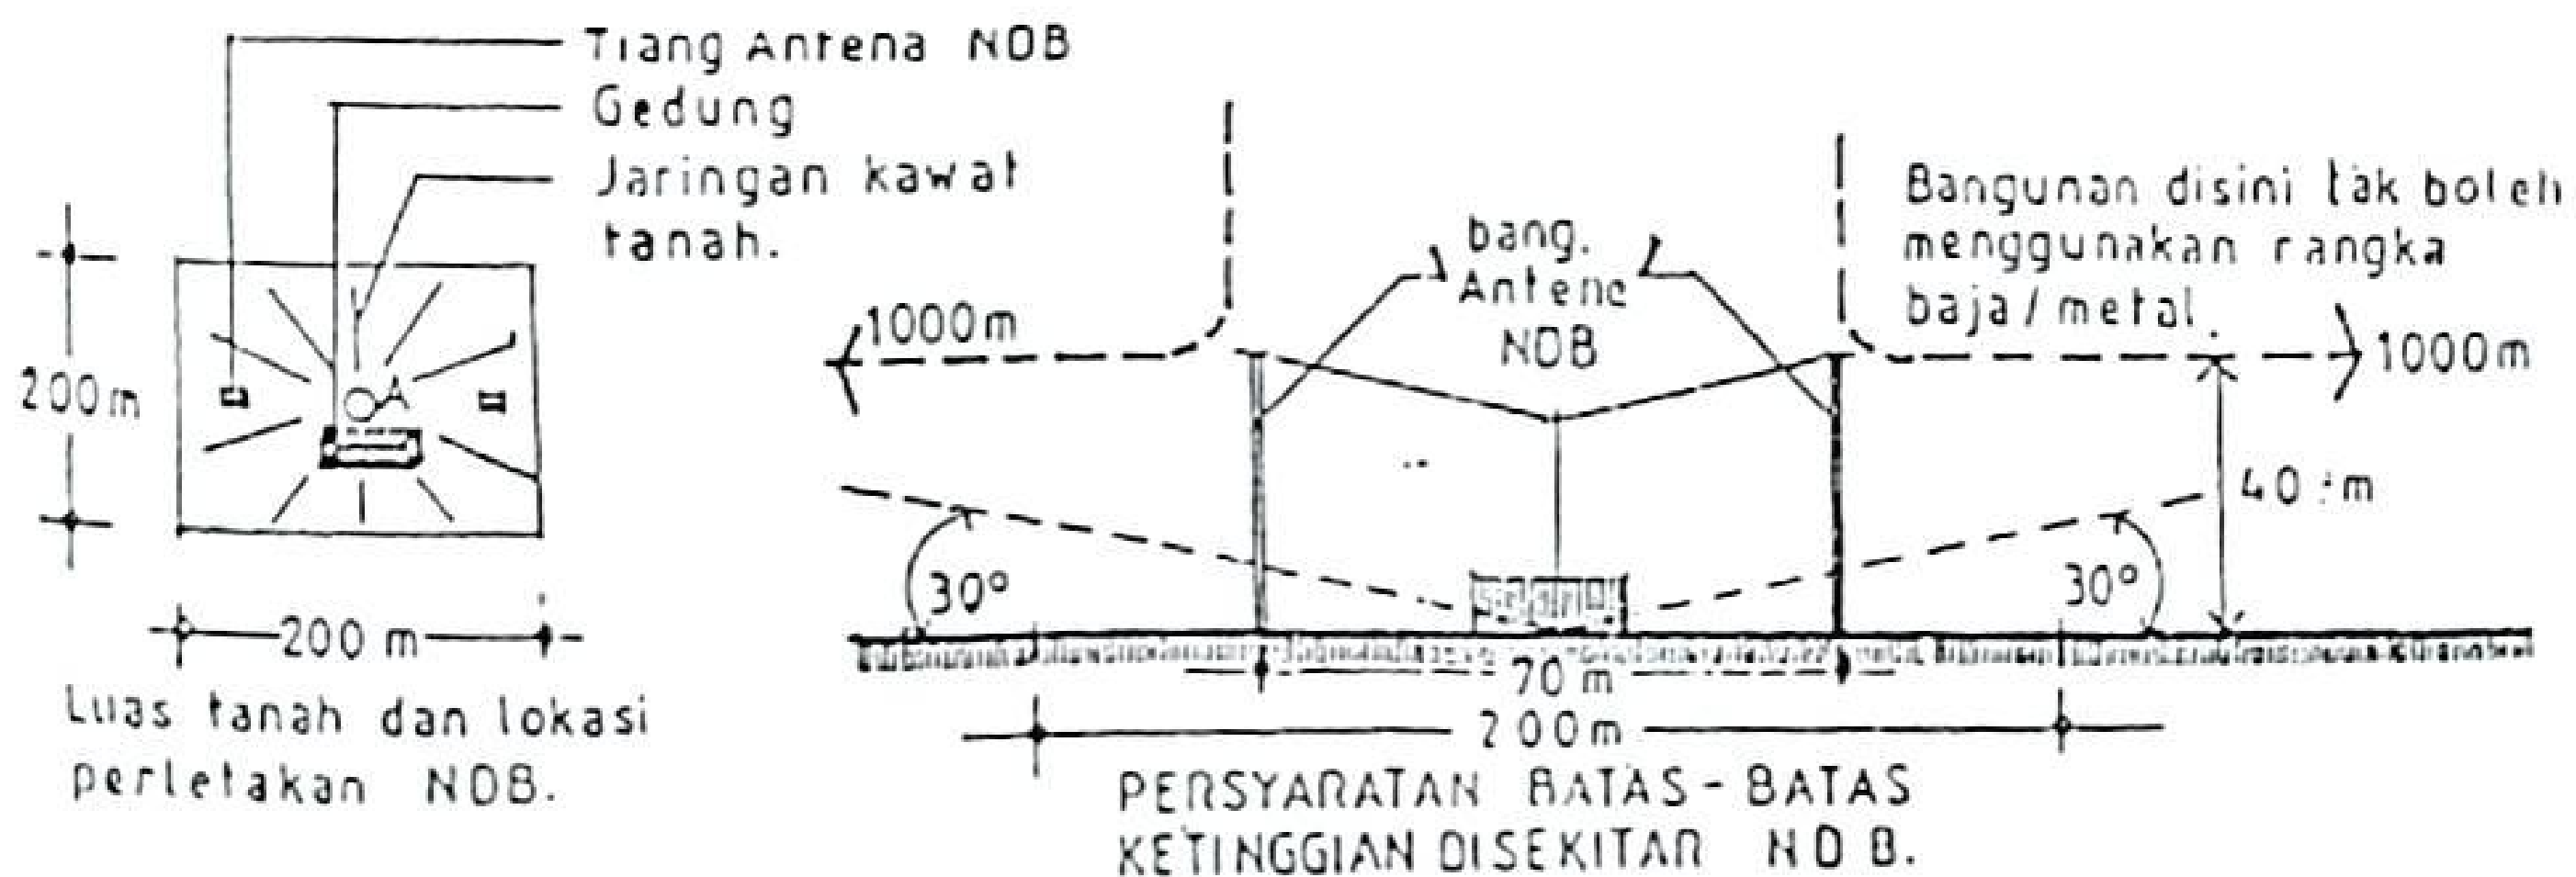 Tiang Antena NDB
Gedung
Jaringan kawat
tanah.
200m
200 m
Luas tanah dan lokasi
perletakan NDB.
1000m
bang.
Antene
NDB
Bangunan disini tak boleh
menggunakan rangka
baja/metal.
1000m
40 m
30°
30°
70 m
200m
PERSYARATAN BATAS-BATAS
KETINGGIAN DISEKITAR NDB.